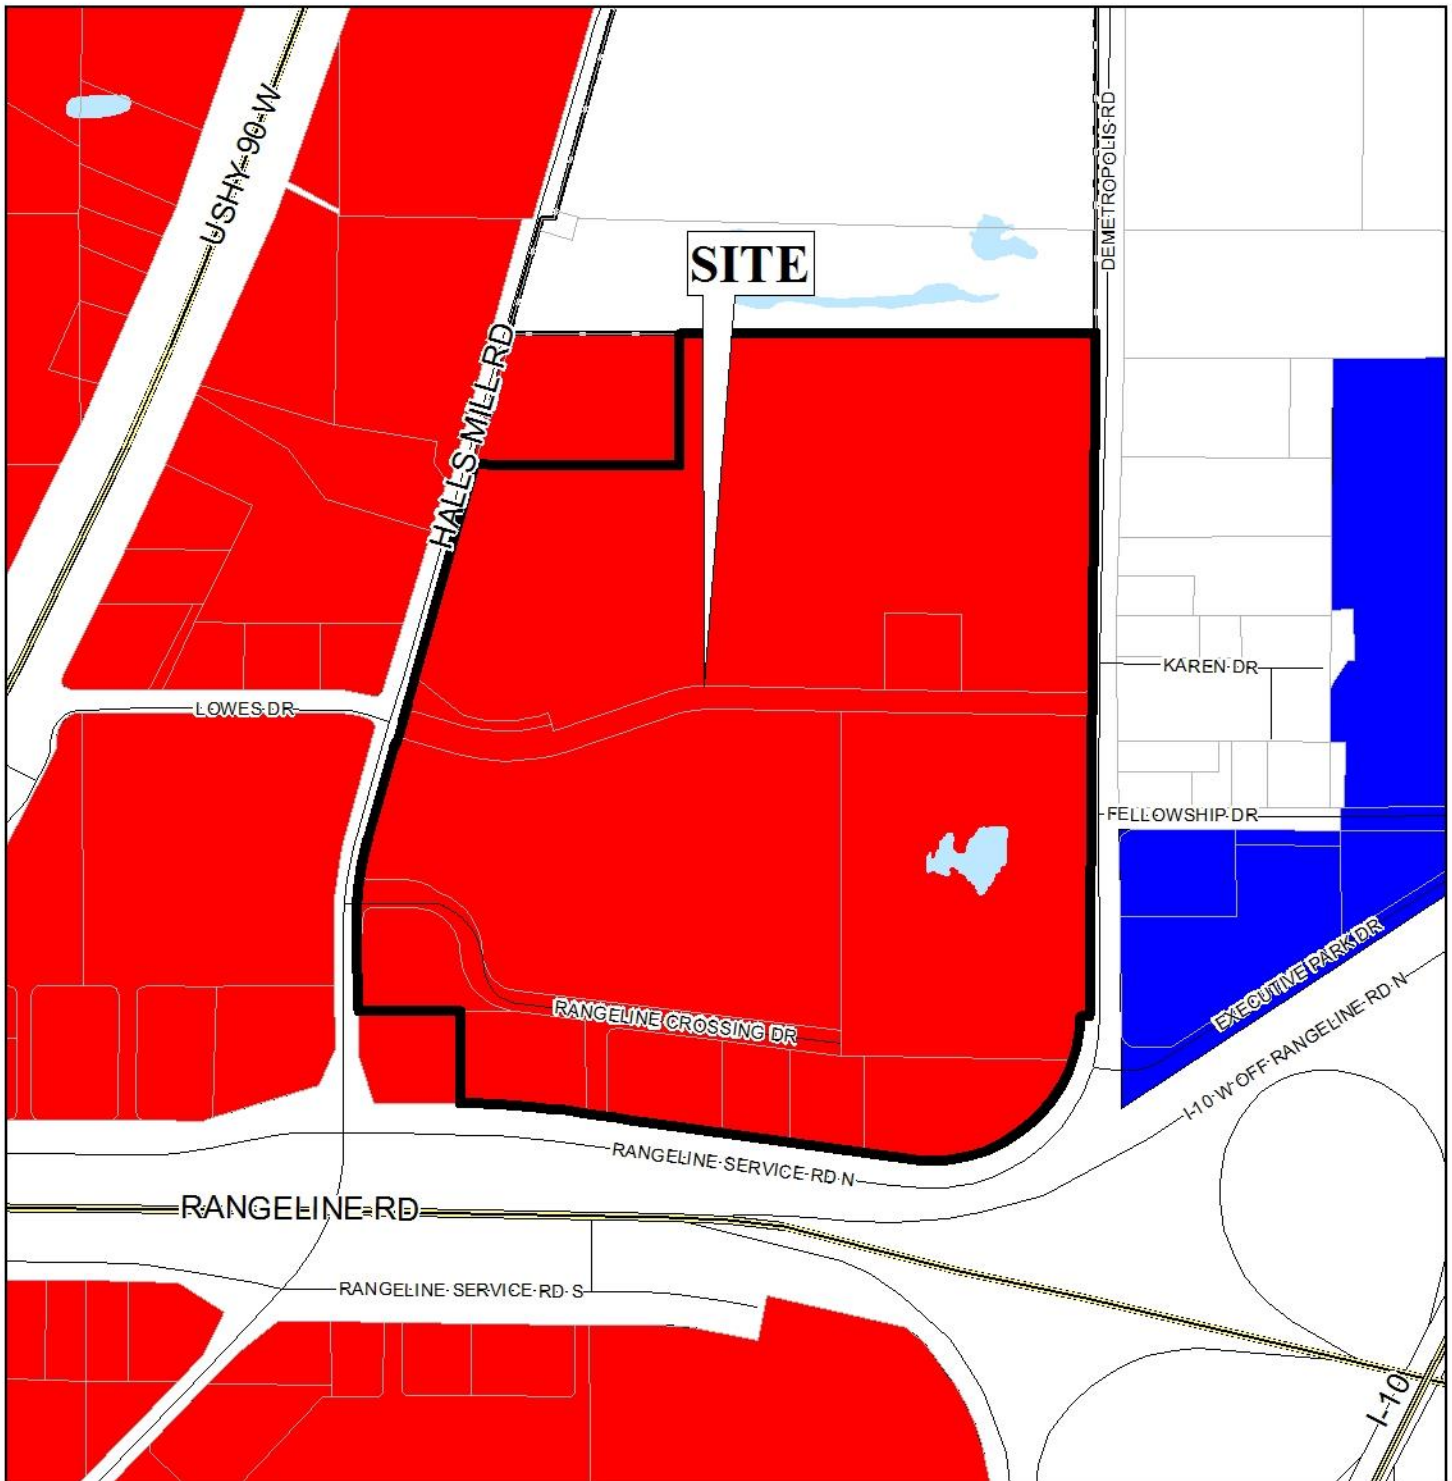 USHY 90 W
DEMETROPOLIS RD
SITE
HALLS MILL RD
KAREN DR
LOWES DR
FELLOWSHIP DR
EXECUTIVE PARK DR
RANGELINE CROSSING DR
I-10 W OFF RANGELINE RD N
RANGELINE SERVICE RD N
RANGELINE RD
RANGELINE SERVICE RD S
I-10